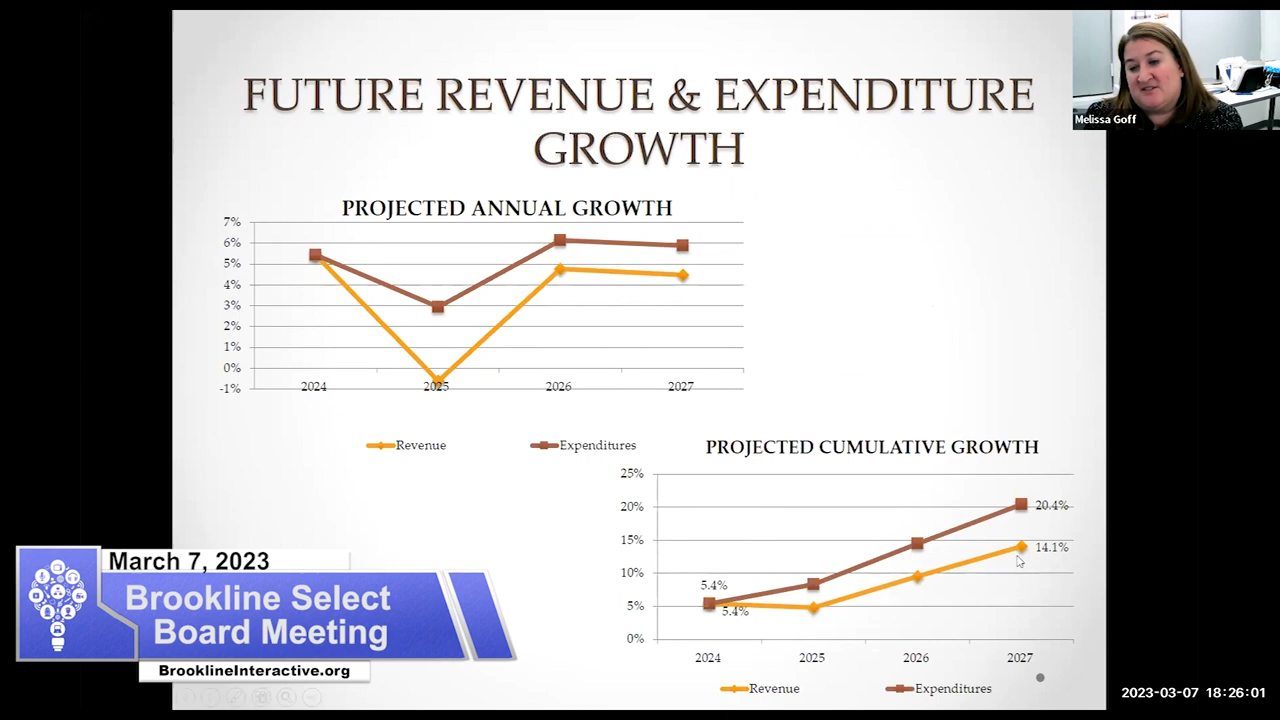 FUTURE REVENUE & EXPENDITURE
GROWTH
Melissa Goff
PROJECTED ANNUAL GROWTH
7%
6%
5%
4%
3%
2%
1%
0%
-1%
2024 2025 2026 2027
Revenue Expenditures
PROJECTED CUMULATIVE GROWTH
25%
20%
15%
10%
5%
0%
20.4%
14.1%
5.4%
5.4%
2024 2025 2026 2027
Revenue Expenditures
March 7, 2023
Brookline Select
Board Meeting
BrooklineInteractive.org
2023-03-07 18:26:01